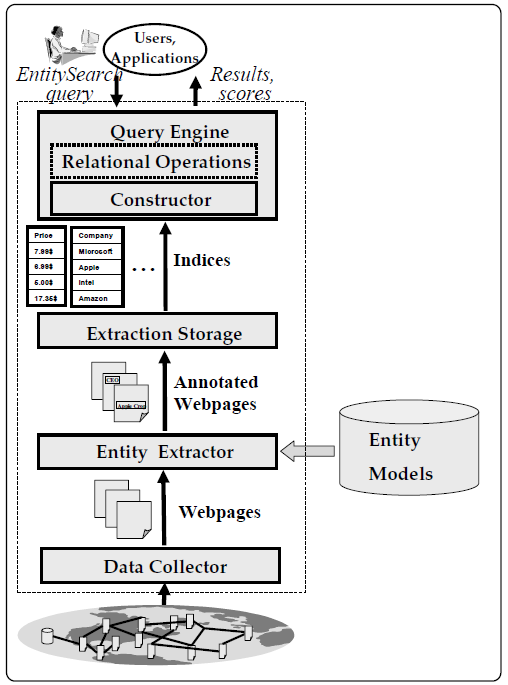 Users,
Applications
EntitySearch
query
Results,
scores
Query Engine
Relational Operations
Constructor
Price
7.99$
6.99$
5.00$
17.35$
Company
Microsoft
Apple
Intel
Amazon
...
Indices
Extraction Storage
CEO
Apple Crop
Annotated
Webpages
Entity Extractor
Entity
Models
Webpages
Data Collector